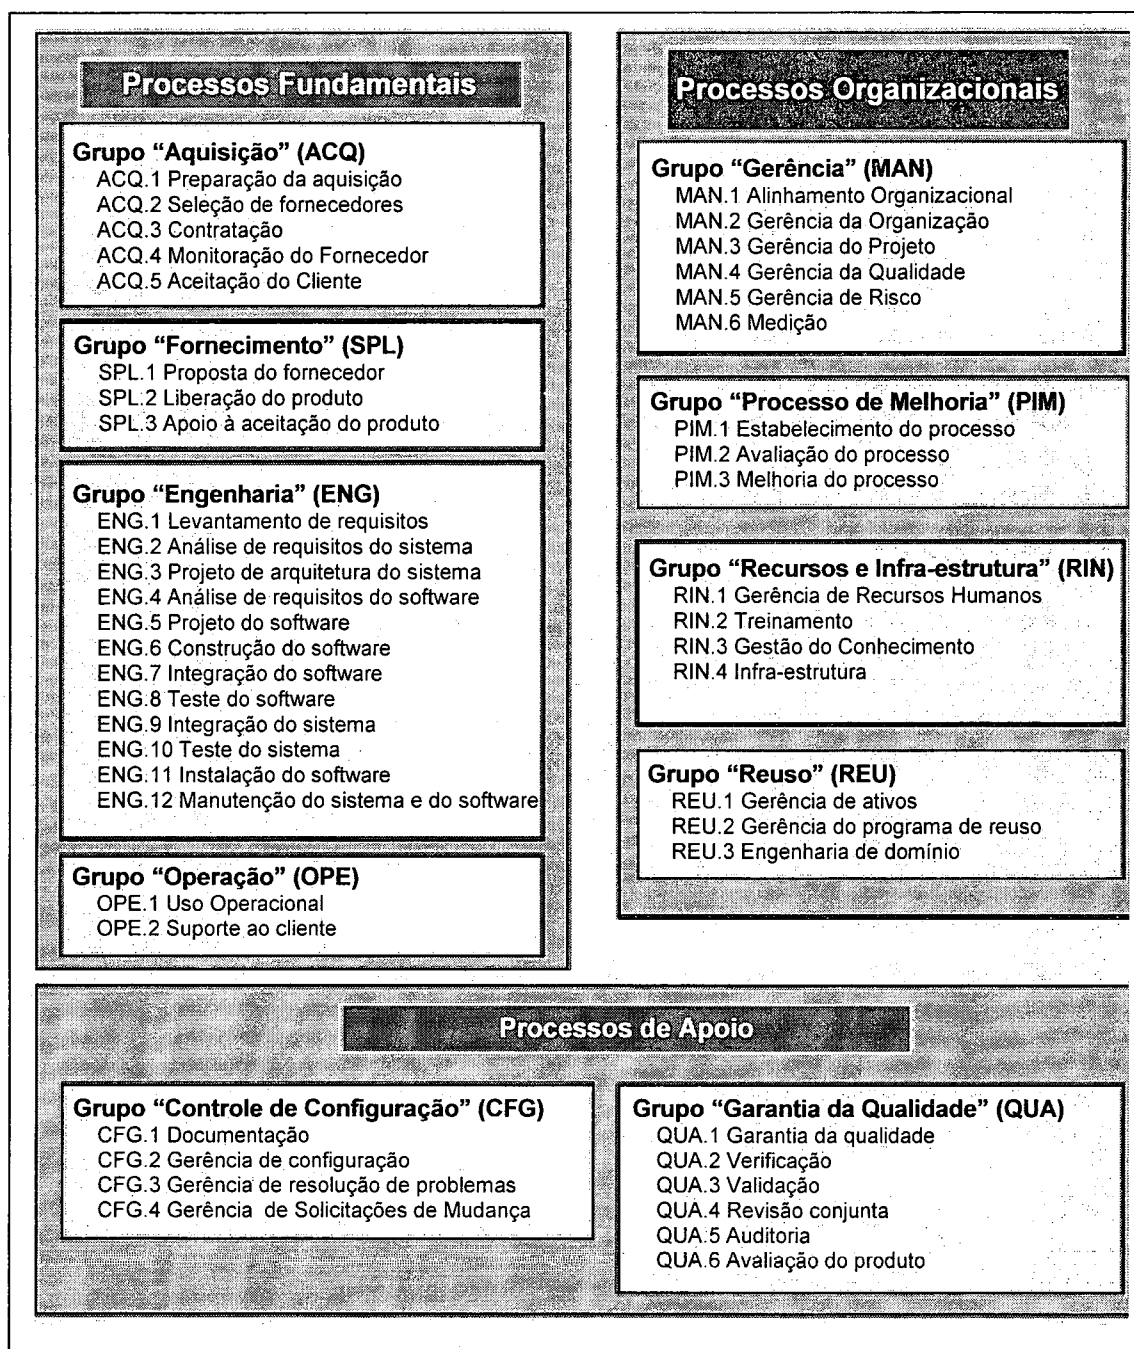 Processos Fundamentais
Grupo “Aquisição” (ACQ)
ACQ.1 Preparação da aquisição
ACQ.2 Seleção de fornecedores
ACQ.3 Contratação
ACQ.4 Monitoração do Fornecedor
ACQ.5 Aceitação do Cliente
Grupo “Fornecimento” (SPL)
SPL.1 Proposta do fornecedor
SPL.2 Liberação do produto
SPL.3 Apoio à aceitação do produto
Grupo “Engenharia” (ENG)
ENG.1 Levantamento de requisitos
ENG.2 Análise de requisitos do sistema
ENG.3 Projeto de arquitetura do sistema
ENG.4 Análise de requisitos do software
ENG.5 Projeto do software
ENG.6 Construção do software
ENG.7 Integração do software
ENG.8 Teste do software
ENG.9 Integração do sistema
ENG.10 Teste do sistema
ENG.11 Instalação do software
ENG.12 Manutenção do sistema e do software
Grupo “Operação” (OPE)
OPE.1 Uso Operacional
OPE.2 Suporte ao cliente
Processos Organizacionais
Grupo “Gerência” (MAN)
MAN.1 Alinhamento Organizacional
MAN.2 Gerência da Organização
MAN.3 Gerência do Projeto
MAN.4 Gerência da Qualidade
MAN.5 Gerência de Risco
MAN.6 Medição
Grupo “Processo de Melhoria” (PIM)
PIM.1 Estabelecimento do processo
PIM.2 Avaliação do processo
PIM.3 Melhoria do processo
Grupo “Recursos e Infra-estrutura” (RIN)
RIN.1 Gerência de Recursos Humanos
RIN.2 Treinamento
RIN.3 Gestão do Conhecimento
RIN.4 Infra-estrutura
Grupo “Reuso” (REU)
REU.1 Gerência de ativos
REU.2 Gerência do programa de reuso
REU.3 Engenharia de domínio
Processos de Apoio
Grupo “Controle de Configuração” (CFG)
CFG.1 Documentação
CFG.2 Gerência de configuração
CFG.3 Gerência de resolução de problemas
CFG.4 Gerência de Solicitações de Mudança
Grupo “Garantia da Qualidade” (QUA)
QUA.1 Garantia da qualidade
QUA.2 Verificação
QUA.3 Validação
QUA.4 Revisão conjunta
QUA.5 Auditoria
QUA.6 Avaliação do produto